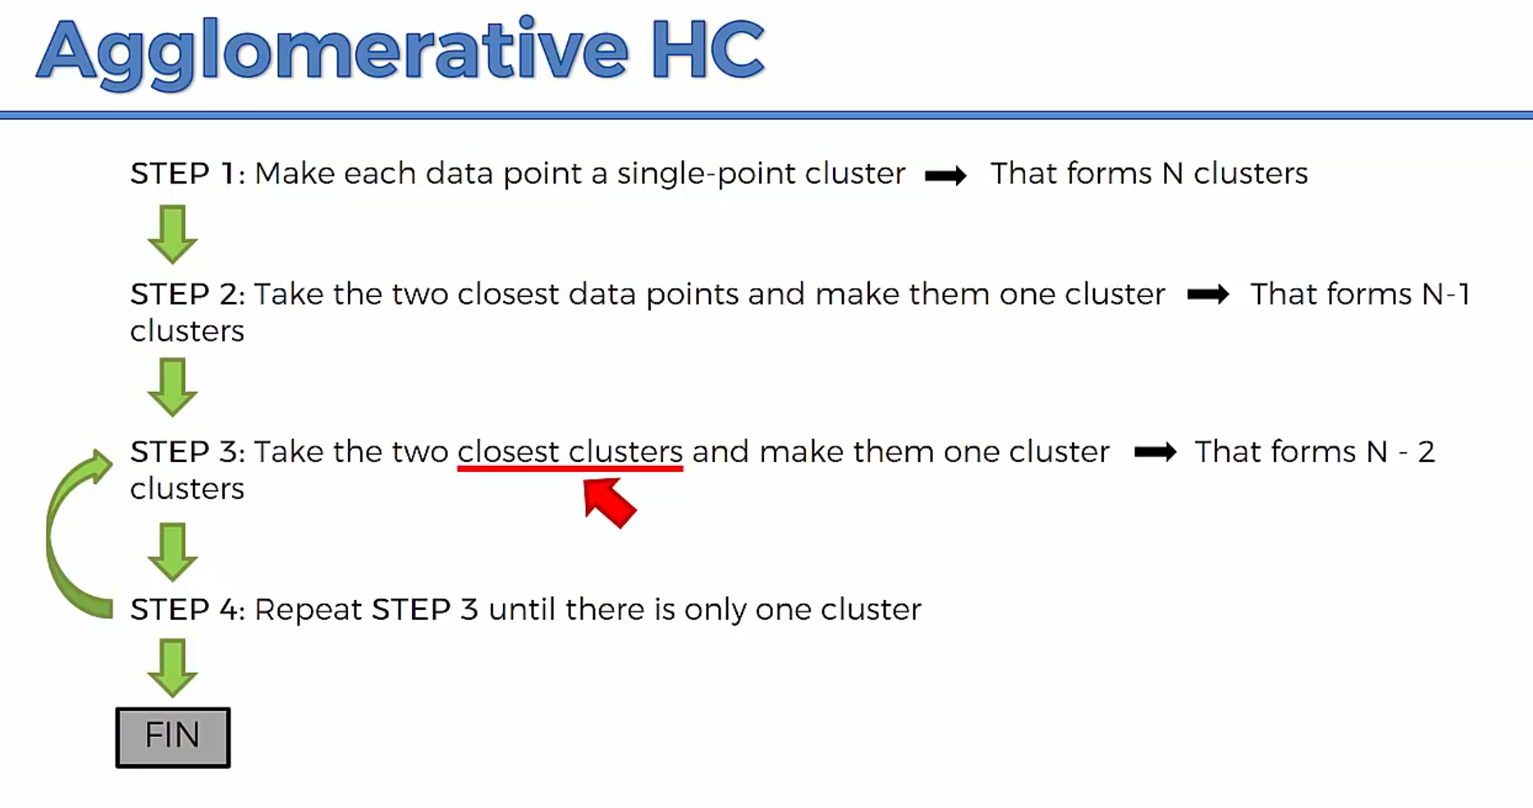 Agglomerative HC
STEP 1: Make each data point a single-point cluster ➡ That forms N clusters
STEP 2: Take the two closest data points and make them one cluster ➡ That forms N-1
clusters
STEP 3: Take the two closest clusters and make them one cluster ➡ That forms N - 2
clusters
STEP 4: Repeat STEP 3 until there is only one cluster
FIN